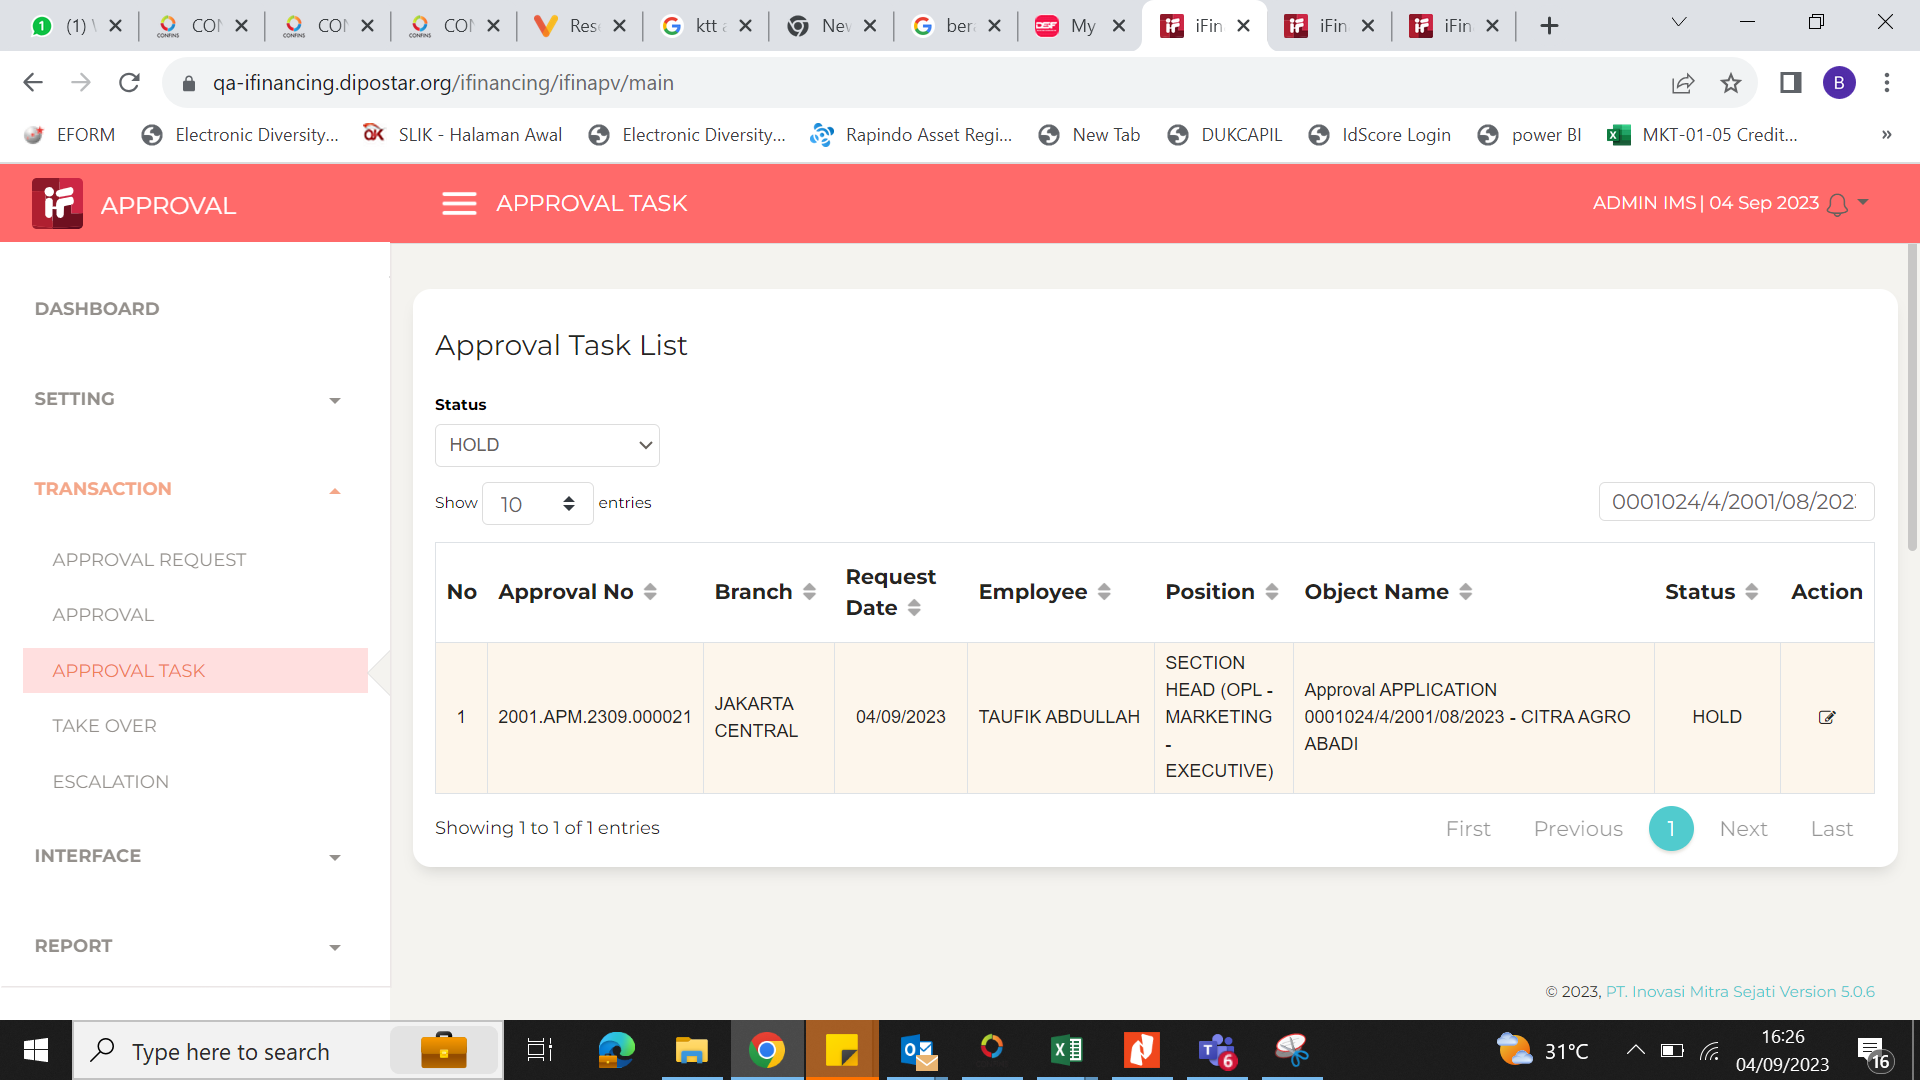 (1) \
CON
CON
CON
Rese
ktt a
Nev
ber
My
iFin
iFin
iFin
qa-ifinancing.dipostar.org/ifinancing/ifinapv/main
B
EFORM
Electronic Diversity...
SLIK - Halaman Awal
Electronic Diversity...
Rapindo Asset Regi...
New Tab
DUKCAPIL
IdScore Login
power BI
MKT-01-05 Credit...
»
APPROVAL
APPROVAL TASK
ADMIN IMS | 04 Sep 2023
DASHBOARD
SETTING
TRANSACTION
APPROVAL REQUEST
APPROVAL
APPROVAL TASK
TAKE OVER
ESCALATION
INTERFACE
REPORT
Approval Task List
Status
HOLD
Show 10 entries
0001024/4/2001/08/202
No
Approval No
Branch
Request
Date
Employee
Position
Object Name
Status
Action
1
2001.APM.2309.000021
JAKARTA
CENTRAL
04/09/2023
TAUFIK ABDULLAH
SECTION
HEAD (OPL -
MARKETING
-
EXECUTIVE)
Approval APPLICATION
0001024/4/2001/08/2023 - CITRA AGRO
ABADI
HOLD
Showing 1 to 1 of 1 entries
First Previous 1 Next Last
© 2023, PT. Inovasi Mitra Sejati Version 5.0.6
Type here to search
6
31°C
16:26
04/09/2023
16